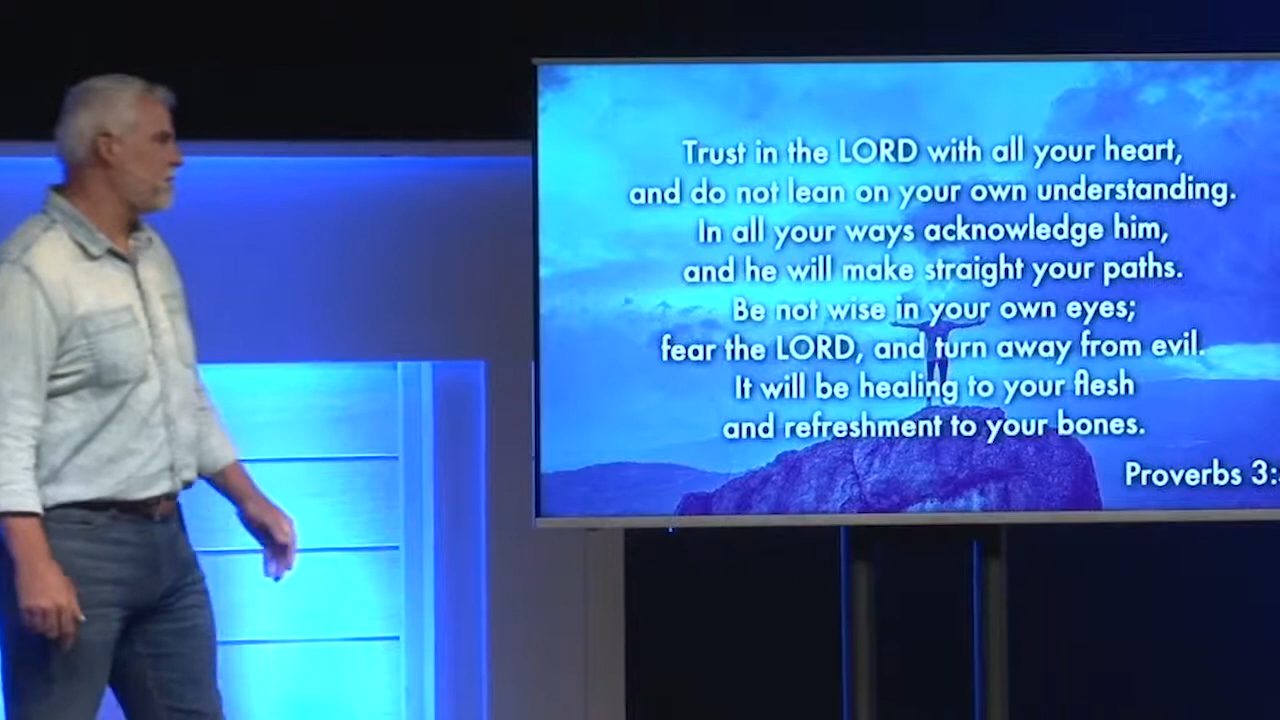 Trust in the LORD with all your heart,
and do not lean on your own understanding.
In all your ways acknowledge him,
and he will make straight your paths.
Be not wise in your own eyes;
fear the LORD, and turn away from evil.
It will be healing to your flesh
and refreshment to your bones.
Proverbs 3: